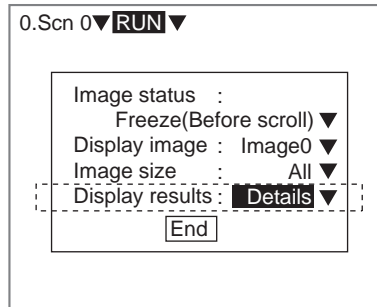 0.Scn 0▼ RUN ▼
Image status :
Freeze(Before scroll) ▼
Display image : Image0 ▼
Image size : All ▼
Display results : Details ▼
End